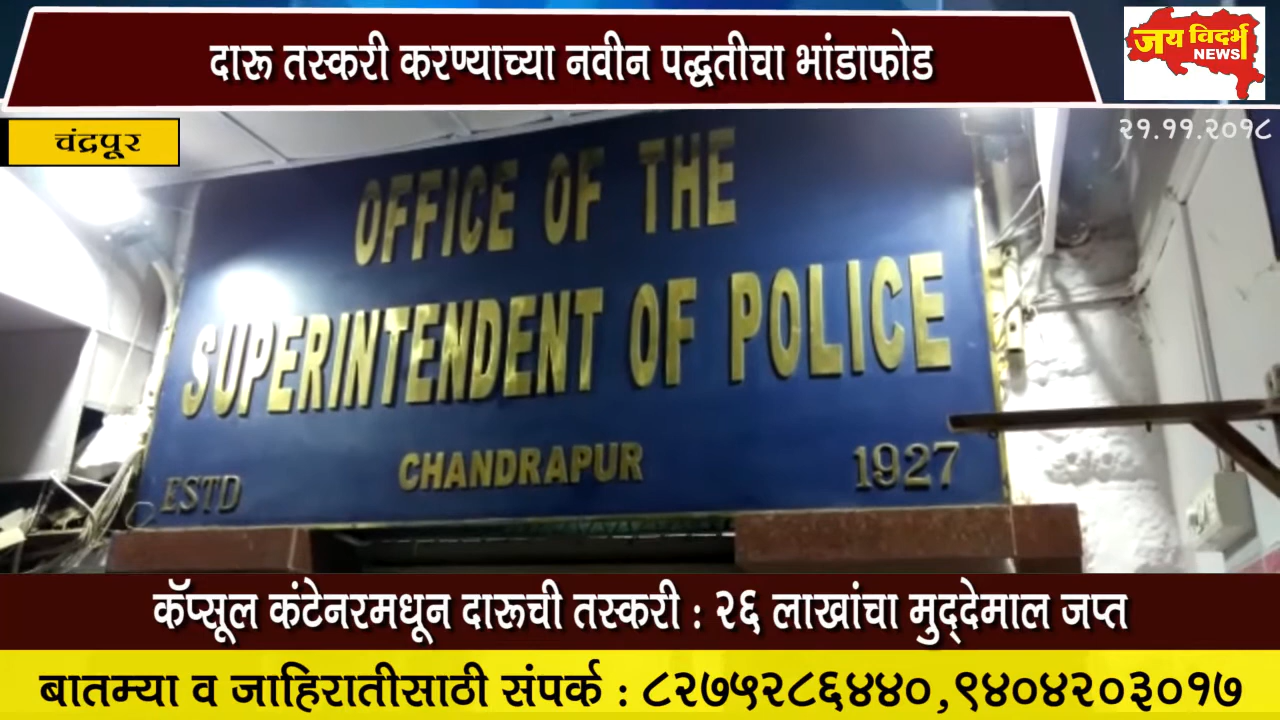 दारू तस्करी करण्याच्या नवीन पद्धतीचा भांडाफोड
जय विदर्भ
NEWS
चंद्रपूर
२१.११.२०१८
OFFICE OF THE
SUPERINTENDENT OF POLICE
CHANDRAPUR
ESTD 1927
कॅप्सूल कंटेनरमधून दारूची तस्करी : २६ लाखांचा मुद्देमाल जप्त
बातम्या व जाहिरातीसाठी संपर्क : ८२७५२८६४४०,९४०४२०३०१७